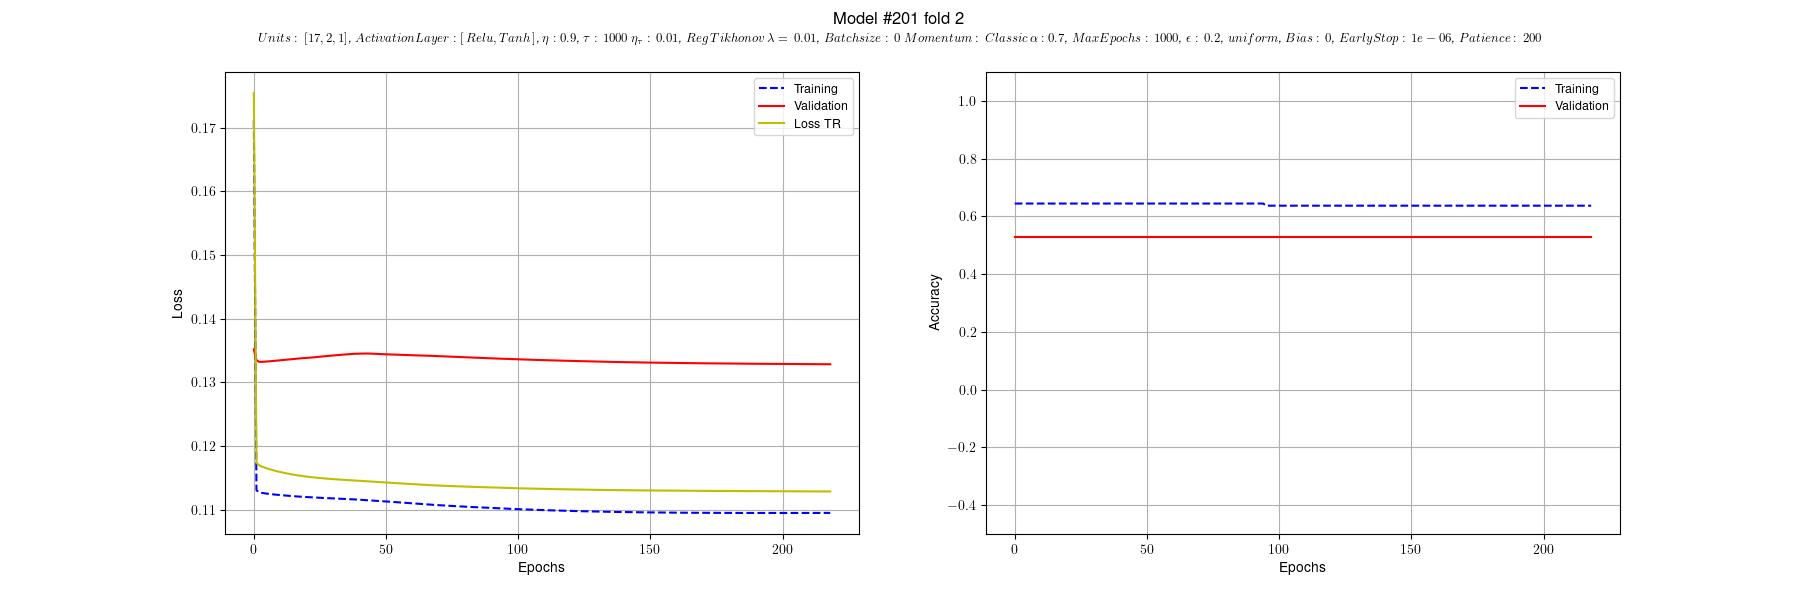 Model #201 fold 2
Units : [17, 2, 1], ActivationLayer : [Relu, Tanh], η : 0.9, τ : 1000 ητ : 0.01, RegTikhonov λ = 0.01, Batchsize : 0 Momentum : Classic α : 0.7, MaxEpochs : 1000, ϵ : 0.2, uniform, Bias : 0, EarlyStop : 1e − 06, Patience : 200
Training
Validation
Loss TR
0.17
0.16
0.15
0.14
0.13
0.12
0.11
Loss
0 50 100 150 200
Epochs
Training
Validation
1.0
0.8
0.6
0.4
0.2
0.0
−0.2
−0.4
Accuracy
0 50 100 150 200
Epochs